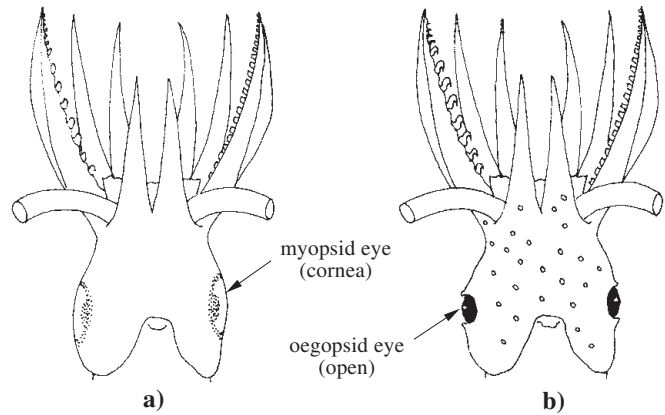 myopsid eye
(cornea)
oegopsid eye
(open)
a)
b)